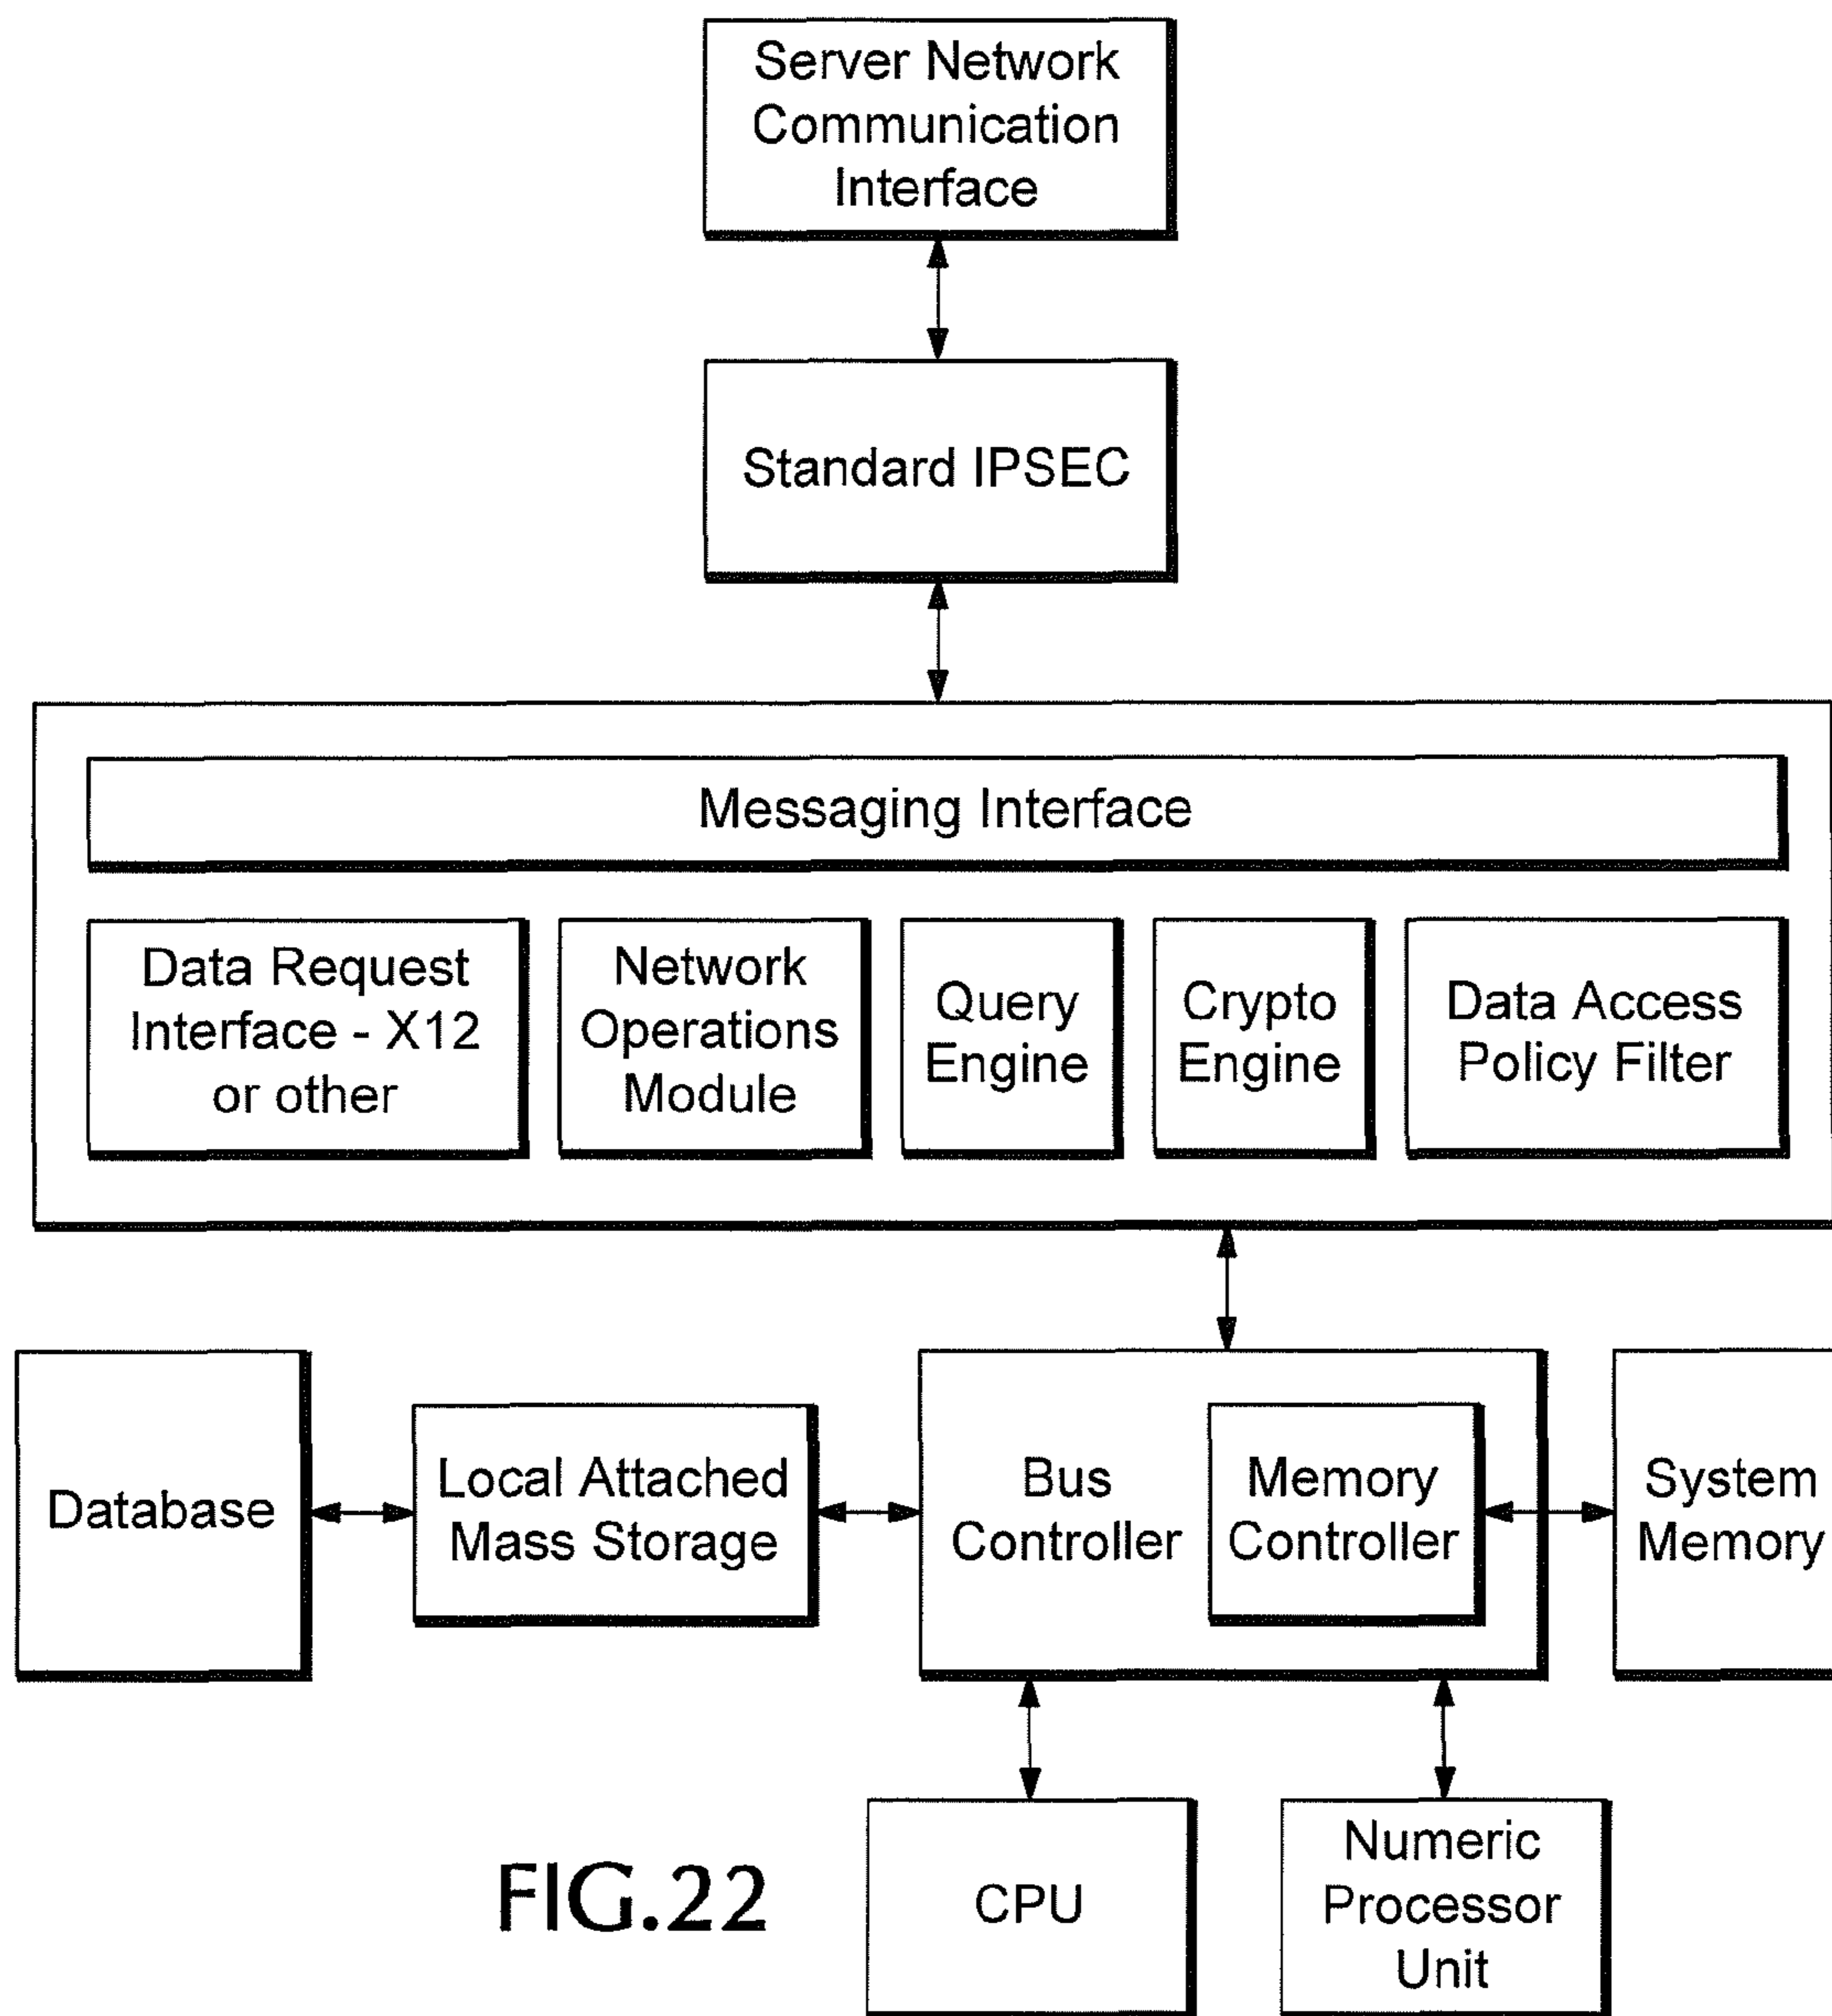 Server Network
Communication
Interface
Standard IPSEC
Messaging Interface
Data Request
Interface - X12
or other
Network
Operations
Module
Query
Engine
Crypto
Engine
Data Access
Policy Filter
Database
Local Attached
Mass Storage
Bus
Controller
Memory
Controller
System
Memory
CPU
Numeric
Processor
Unit
FIG.22